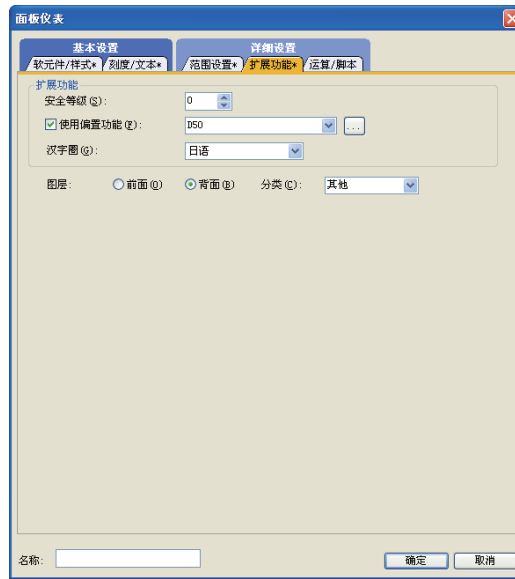 面板仪表
基本设置 详细设置
软元件/样式* 刻度/文本* 范围设置* 扩展功能* 运算/脚本
扩展功能
安全等级(S): 0
使用偏置功能(F): D50 ...
汉字圈(G): 日语
图层: 前面(O) 背面(B) 分类(C): 其他
名称: 确定 取消